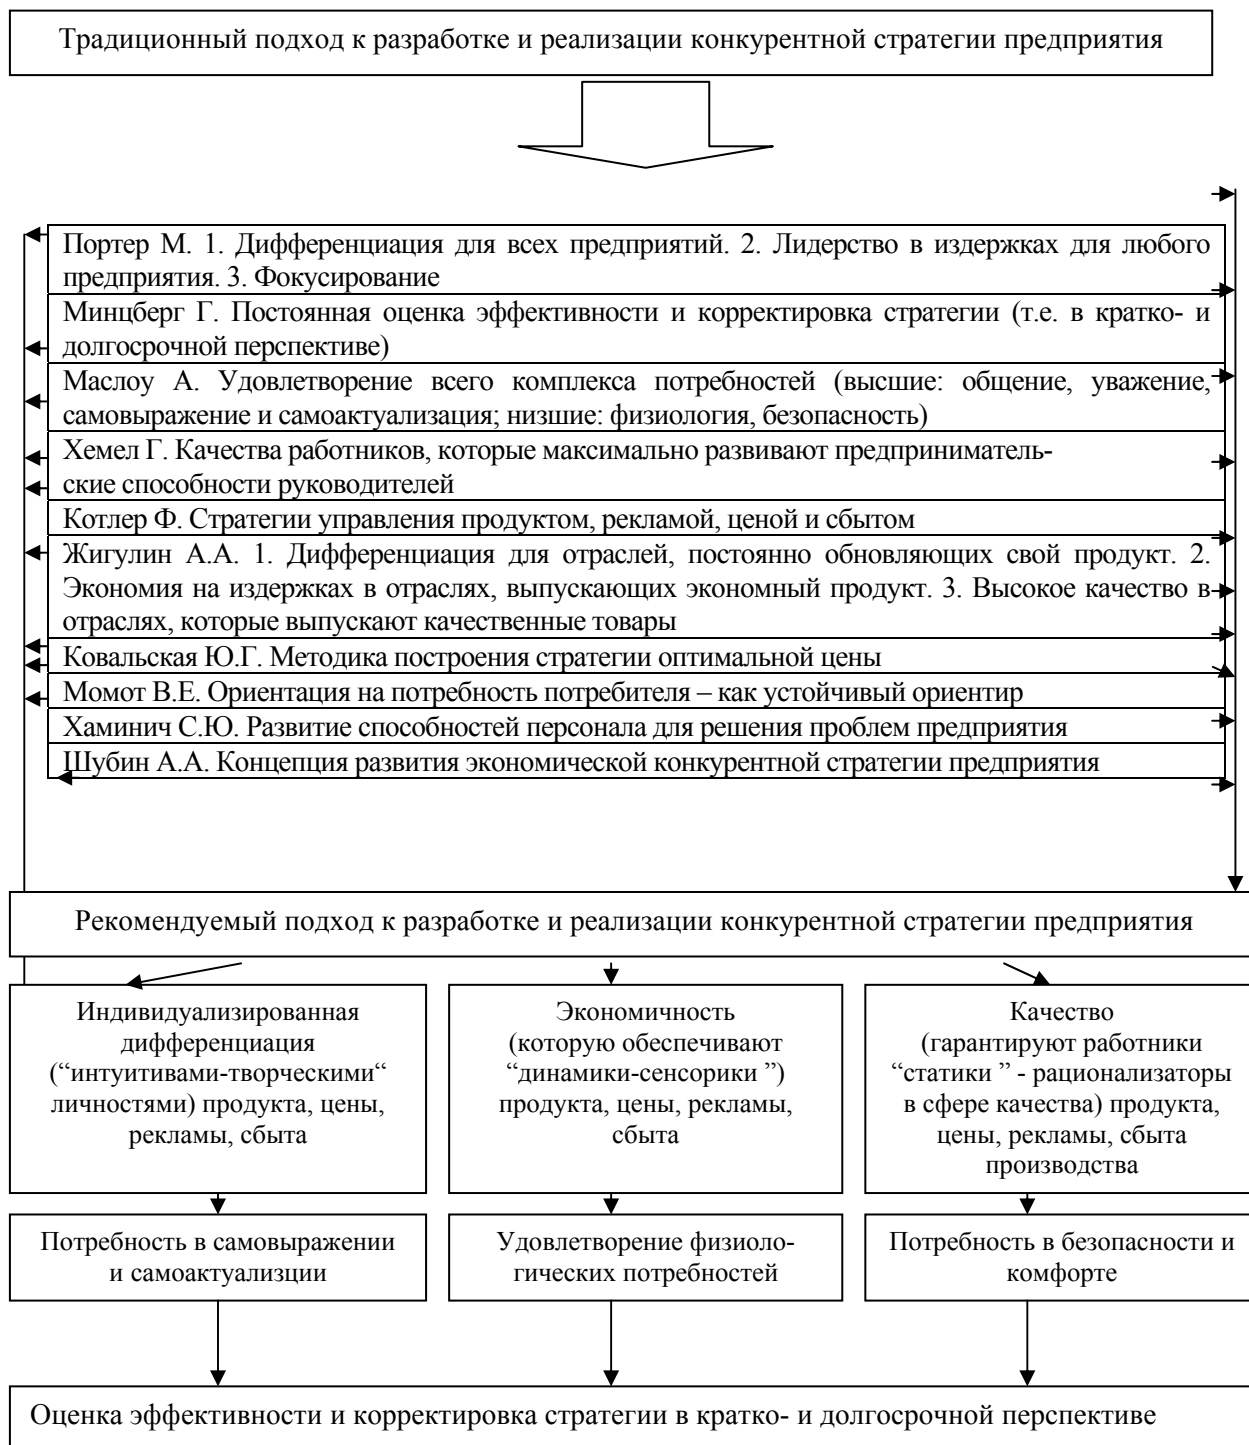 Традиционный подход к разработке и реализации конкурентной стратегии предприятия
Портер М. 1. Дифференциация для всех предприятий. 2. Лидерство в издержках для любого
предприятия. 3. Фокусирование
Минцберг Г. Постоянная оценка эффективности и корректировка стратегии (т.е. в кратко- и
долгосрочной перспективе)
Маслоу А. Удовлетворение всего комплекса потребностей (высшие: общение, уважение,
самовыражение и самоактуализация; низшие: физиология, безопасность)
Хемел Г. Качества работников, которые максимально развивают предприниматель-
ские способности руководителей
Котлер Ф. Стратегии управления продуктом, рекламой, ценой и сбытом
Жигулин А.А. 1. Дифференциация для отраслей, постоянно обновляющих свой продукт. 2.
Экономия на издержках в отраслях, выпускающих экономный продукт. 3. Высокое качество в
отраслях, которые выпускают качественные товары
Ковальская Ю.Г. Методика построения стратегии оптимальной цены
Момот В.Е. Ориентация на потребность потребителя – как устойчивый ориентир
Хаминич С.Ю. Развитие способностей персонала для решения проблем предприятия
Шубин А.А. Концепция развития экономической конкурентной стратегии предприятия
Рекомендуемый подход к разработке и реализации конкурентной стратегии предприятия
Индивидуализированная
дифференциация
(“интуитивами-творческими“
личностями) продукта, цены,
рекламы, сбыта
Экономичность
(которую обеспечивают
“динамики-сенсорики ”)
продукта, цены, рекламы,
сбыта
Качество
(гарантируют работники
“статики ” - рационализаторы
в сфере качества) продукта,
цены, рекламы, сбыта
производства
Потребность в самовыражении
и самоактуализции
Удовлетворение физиоло-
гических потребностей
Потребность в безопасности и
комфорте
Оценка эффективности и корректировка стратегии в кратко- и долгосрочной перспективе